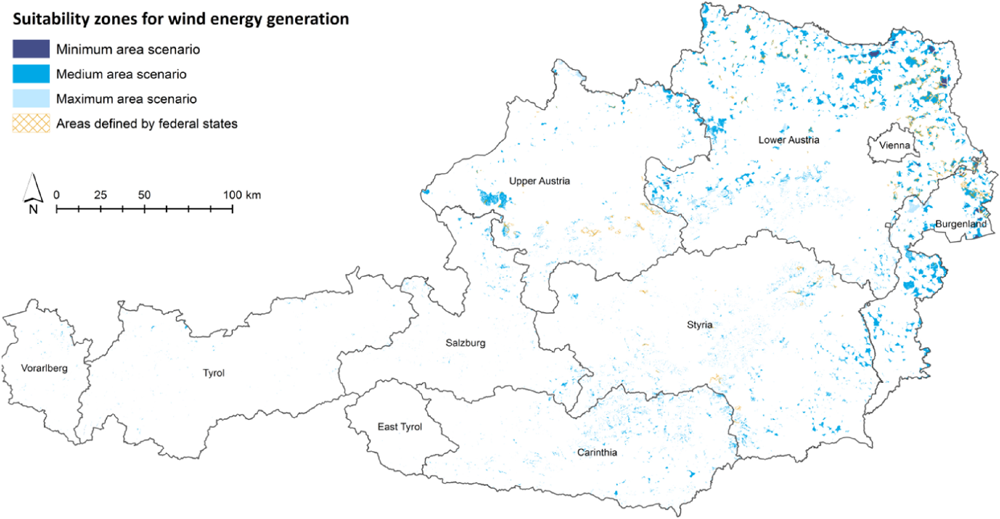 Suitability zones for wind energy generation
Minimum area scenario
Medium area scenario
Maximum area scenario
Areas defined by federal states
0 25 50 100 km
N
Lower Austria
Vienna
Upper Austria
Burgenland
Styria
Salzburg
Vorarlberg
Tyrol
East Tyrol
Carinthia